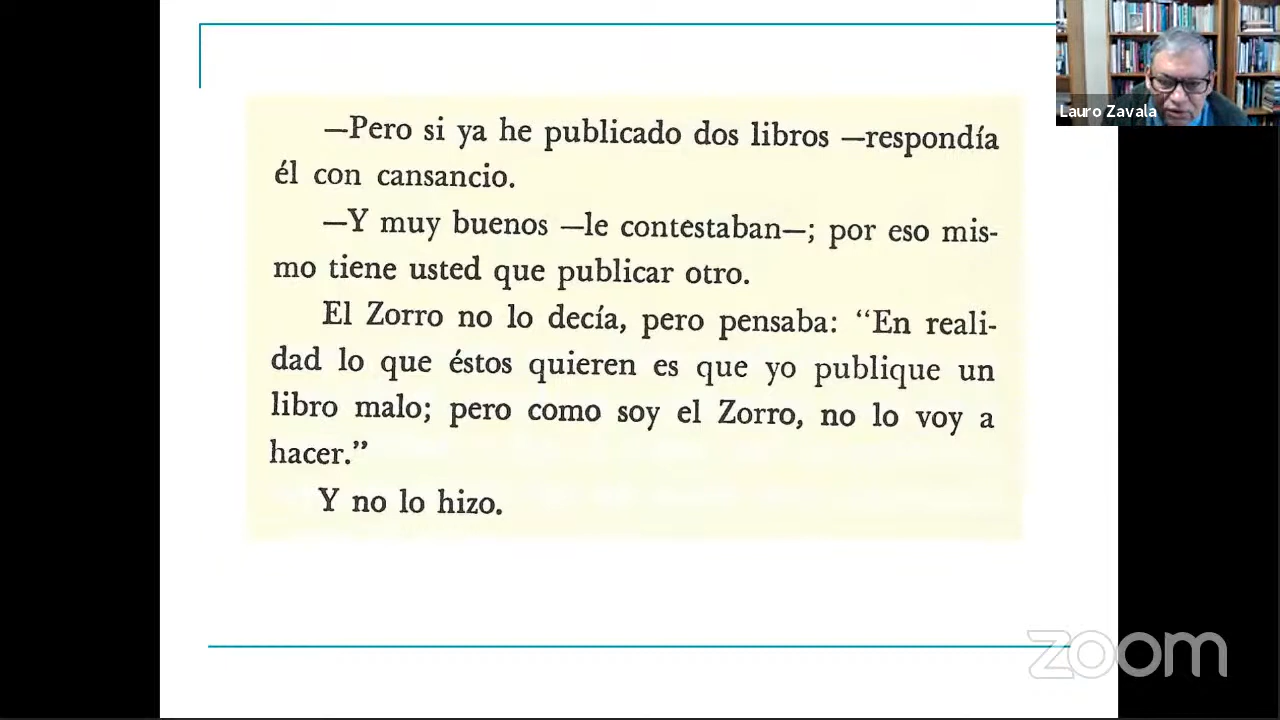 —Pero si ya he publicado dos libros —respondía
él con cansancio.
—Y muy buenos —le contestaban—; por eso mis-
mo tiene usted que publicar otro.
El Zorro no lo decía, pero pensaba: “En reali-
dad lo que éstos quieren es que yo publique un
libro malo; pero como soy el Zorro, no lo voy a
hacer.”
Y no lo hizo.
Lauro Zavala
zoom